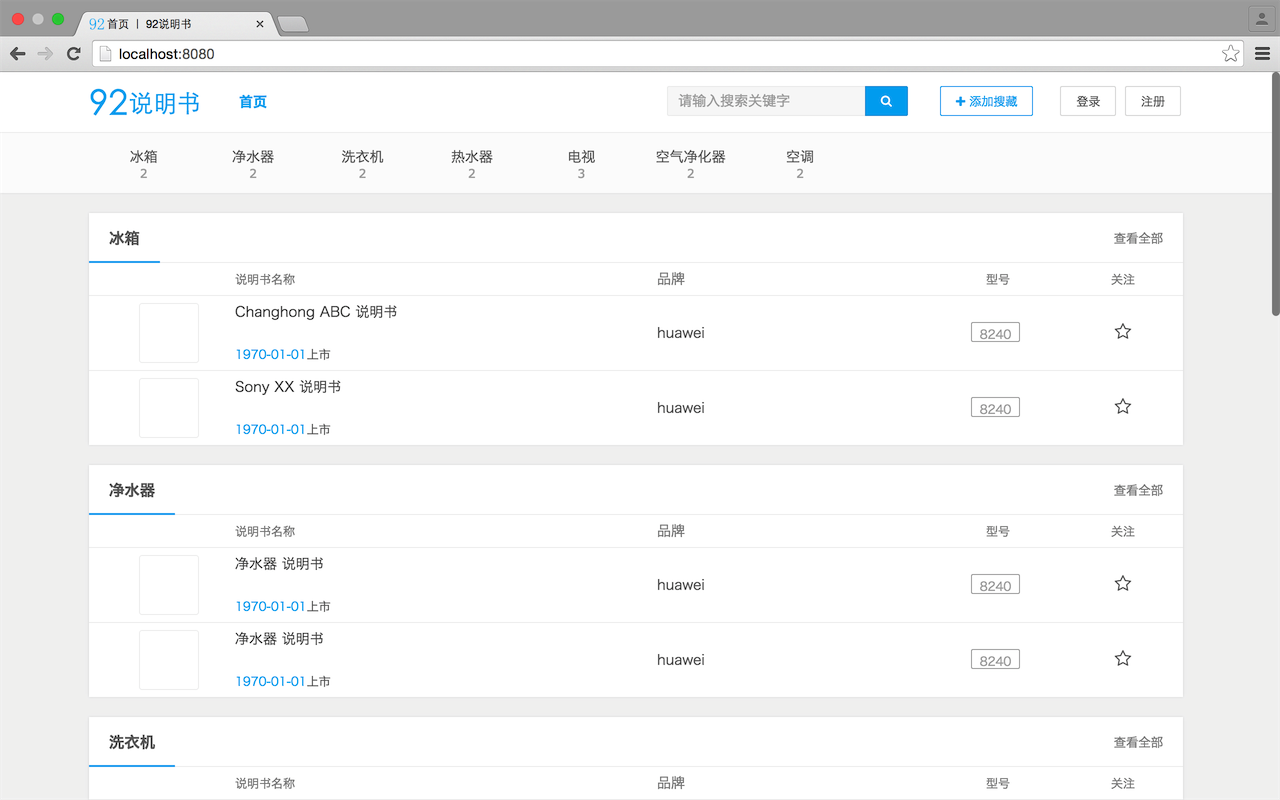 92 首页 | 92说明书
localhost:8080
92说明书 首页 请输入搜索关键字 添加搜藏 登录 注册
冰箱 净水器 洗衣机 热水器 电视 空气净化器 空调
2 2 2 2 3 2 2
冰箱 查看全部
说明书名称 品牌 型号 关注
Changhong ABC 说明书
huawei 8240
1970-01-01上市
Sony XX 说明书
huawei 8240
1970-01-01上市
净水器 查看全部
说明书名称 品牌 型号 关注
净水器 说明书
huawei 8240
1970-01-01上市
净水器 说明书
huawei 8240
1970-01-01上市
洗衣机 查看全部
说明书名称 品牌 型号 关注